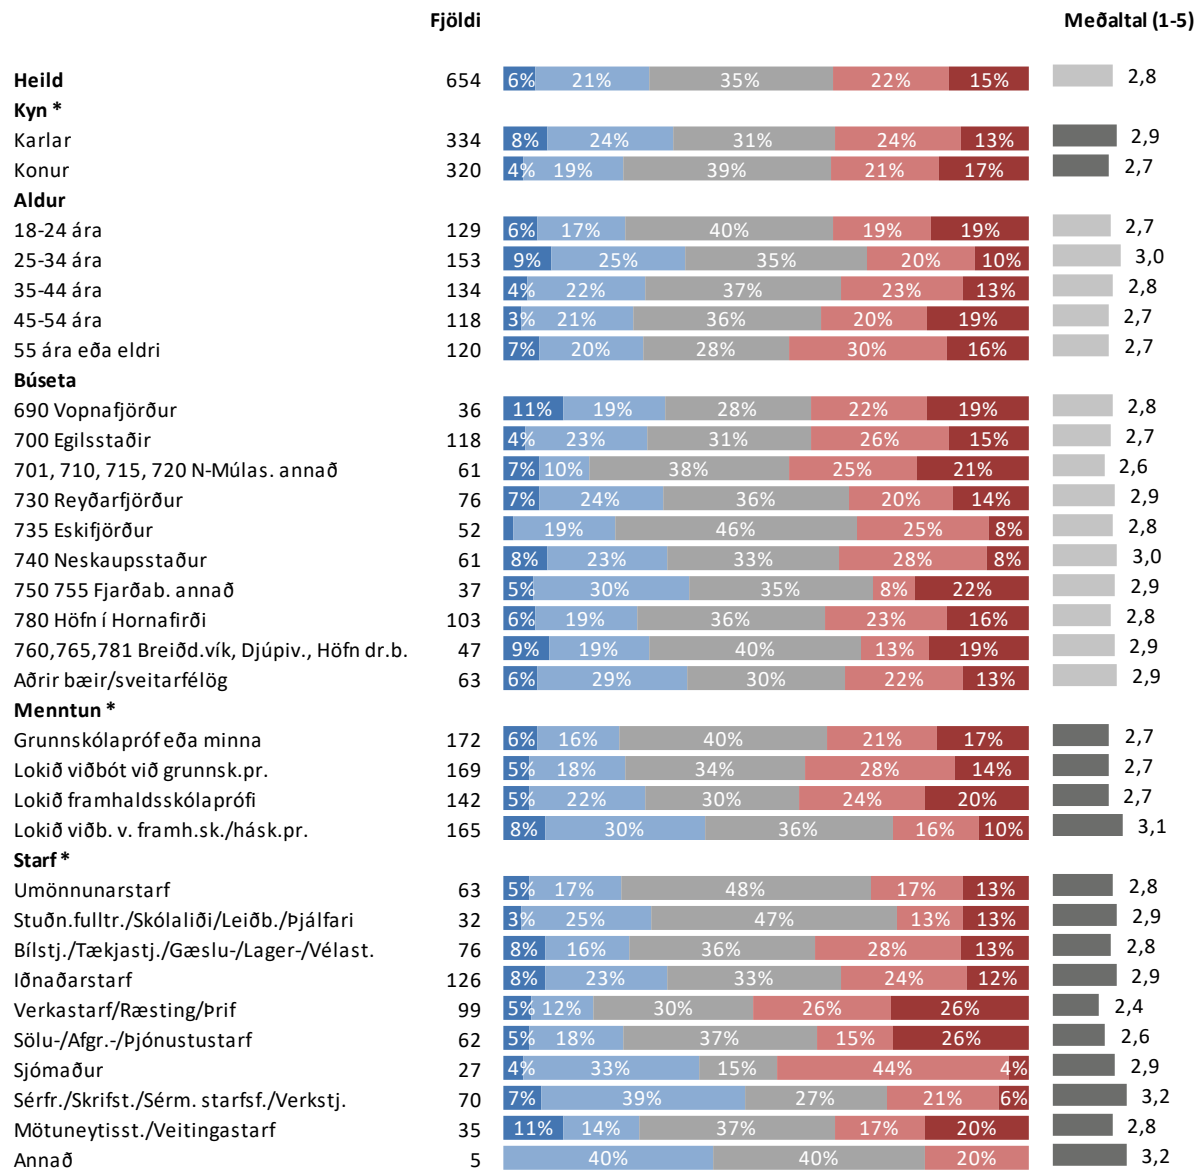 Fjöldi Meðaltal (1-5)
Heild 654 6% 21% 35% 22% 15% 2,8
Kyn *
Karlar 334 8% 24% 31% 24% 13% 2,9
Konur 320 4% 19% 39% 21% 17% 2,7
Aldur
18-24 ára 129 6% 17% 40% 19% 19% 2,7
25-34 ára 153 9% 25% 35% 20% 10% 3,0
35-44 ára 134 4% 22% 37% 23% 13% 2,8
45-54 ára 118 3% 21% 36% 20% 19% 2,7
55 ára eða eldri 120 7% 20% 28% 30% 16% 2,7
Búseta
690 Vopnafjörður 36 11% 19% 28% 22% 19% 2,8
700 Egilsstaðir 118 4% 23% 31% 26% 15% 2,7
701, 710, 715, 720 N-Múlas. annað 61 7% 10% 38% 25% 21% 2,6
730 Reyðarfjörður 76 7% 24% 36% 20% 14% 2,9
735 Eskifjörður 52 19% 46% 25% 8% 2,8
740 Neskaupsstaður 61 8% 23% 33% 28% 8% 3,0
750 755 Fjarðab. annað 37 5% 30% 35% 8% 22% 2,9
780 Höfn í Hornafirði 103 6% 19% 36% 23% 16% 2,8
760,765,781 Breiðd.vík, Djúpiv., Höfn dr.b. 47 9% 19% 40% 13% 19% 2,9
Aðrir bæir/sveitarfélög 63 6% 29% 30% 22% 13% 2,9
Menntun *
Grunnskólapróf eða minna 172 6% 16% 40% 21% 17% 2,7
Lokið viðbót við grunnsk.pr. 169 5% 18% 34% 28% 14% 2,7
Lokið framhaldsskólaprófi 142 5% 22% 30% 24% 20% 2,7
Lokið viðb. v. framh.sk./hásk.pr. 165 8% 30% 36% 16% 10% 3,1
Starf *
Umönnunarstarf 63 5% 17% 48% 17% 13% 2,8
Stuðn.fulltr./Skólaliði/Leiðb./Þjálfari 32 3% 25% 47% 13% 13% 2,9
Bílstj./Tækjastj./Gæslu-/Lager-/Vélast. 76 8% 16% 36% 28% 13% 2,8
Iðnaðarstarf 126 8% 23% 33% 24% 12% 2,9
Verkastarf/Ræsting/Þrif 99 5% 12% 30% 26% 26% 2,4
Sölu-/Afgr.-/Þjónustustarf 62 5% 18% 37% 15% 26% 2,6
Sjómaður 27 4% 33% 15% 44% 4% 2,9
Sérfr./Skrifst./Sérm. starfsf./Verkstj. 70 7% 39% 27% 21% 6% 3,2
Mötuneytisst./Veitingastarf 35 11% 14% 37% 17% 20% 2,8
Annað 5 40% 40% 20% 3,2